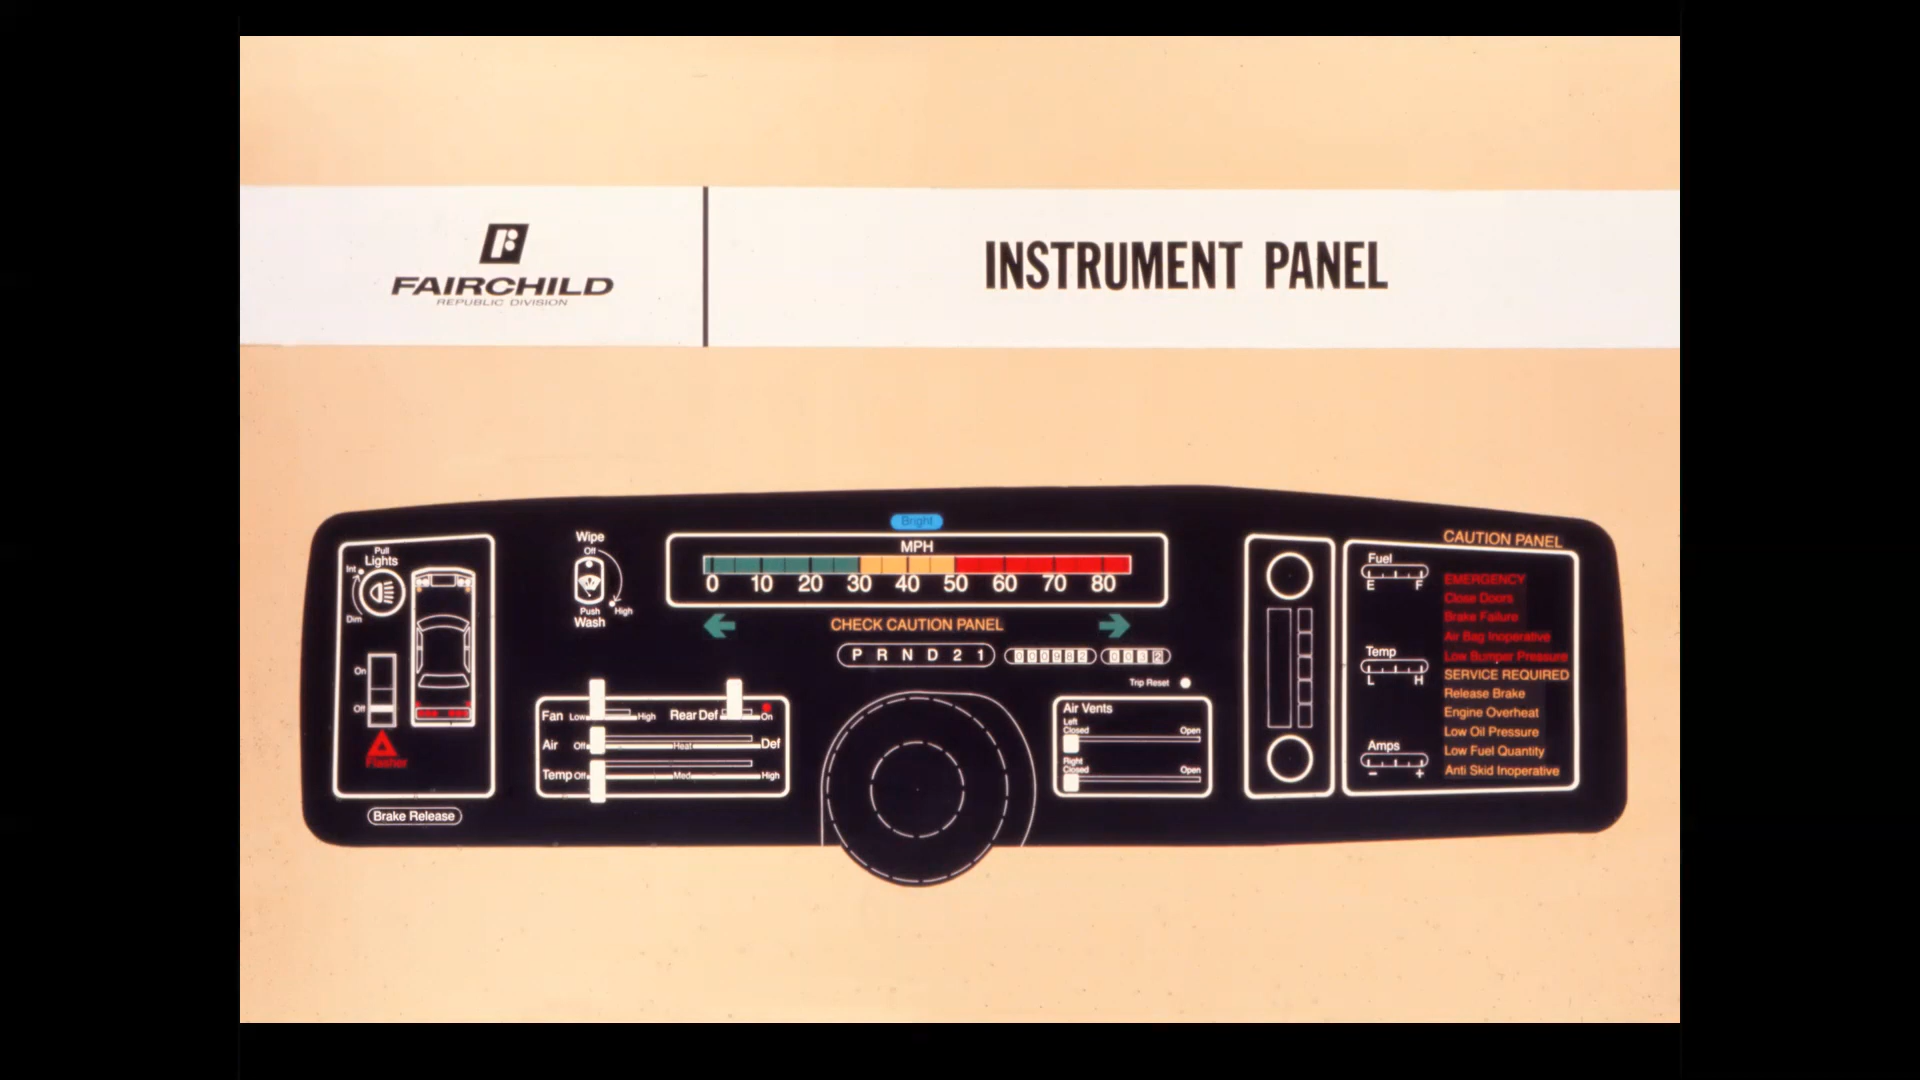 FAIRCHILD
REPUBLIC DIVISION
INSTRUMENT PANEL
Pull
Lights
Int
Dim
On
Off
Flasher
Brake Release
Wipe
Off
Push
High
Wash
Fan Low High Rear Def On
Air Off Heat Def
Temp Off Med High
Bright
MPH
0 10 20 30 40 50 60 70 80
CHECK CAUTION PANEL
P R N D 2 1
000982
0032
Trip Reset
Air Vents
Left
Closed Open
Right
Closed Open
Fuel
E F
Temp
L H
Amps
- +
CAUTION PANEL
EMERGENCY
Close Doors
Brake Failure
Air Bag Inoperative
Low Bumper Pressure
SERVICE REQUIRED
Release Brake
Engine Overheat
Low Oil Pressure
Low Fuel Quantity
Anti Skid Inoperative